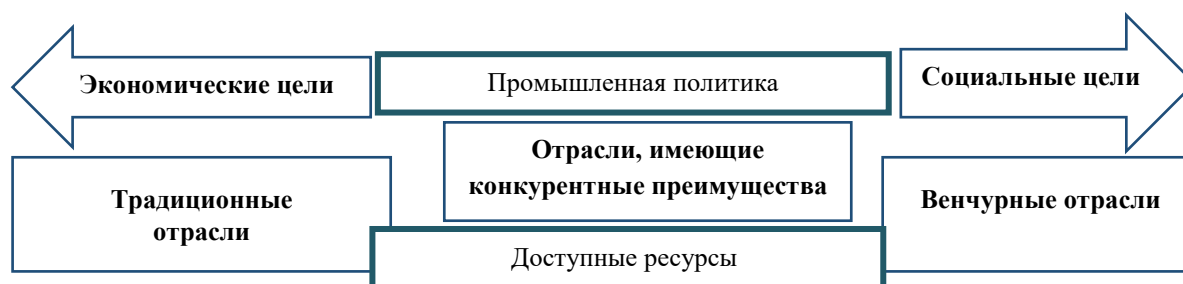 Экономические цели
Промышленная политика
Социальные цели
Отрасли, имеющие
конкурентные преимущества
Традиционные
отрасли
Венчурные отрасли
Доступные ресурсы